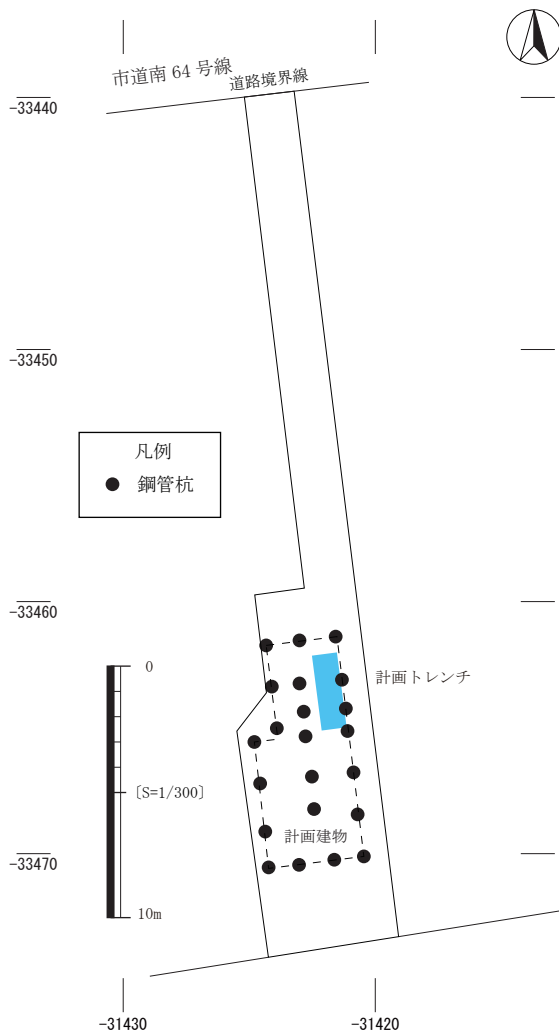 市道南 64 号線
道路境界線
-33440
-33450
凡例
鋼管杭
-33460
0
計画トレンチ
〔S=1/300〕
計画建物
-33470
10m
-31430
-31420